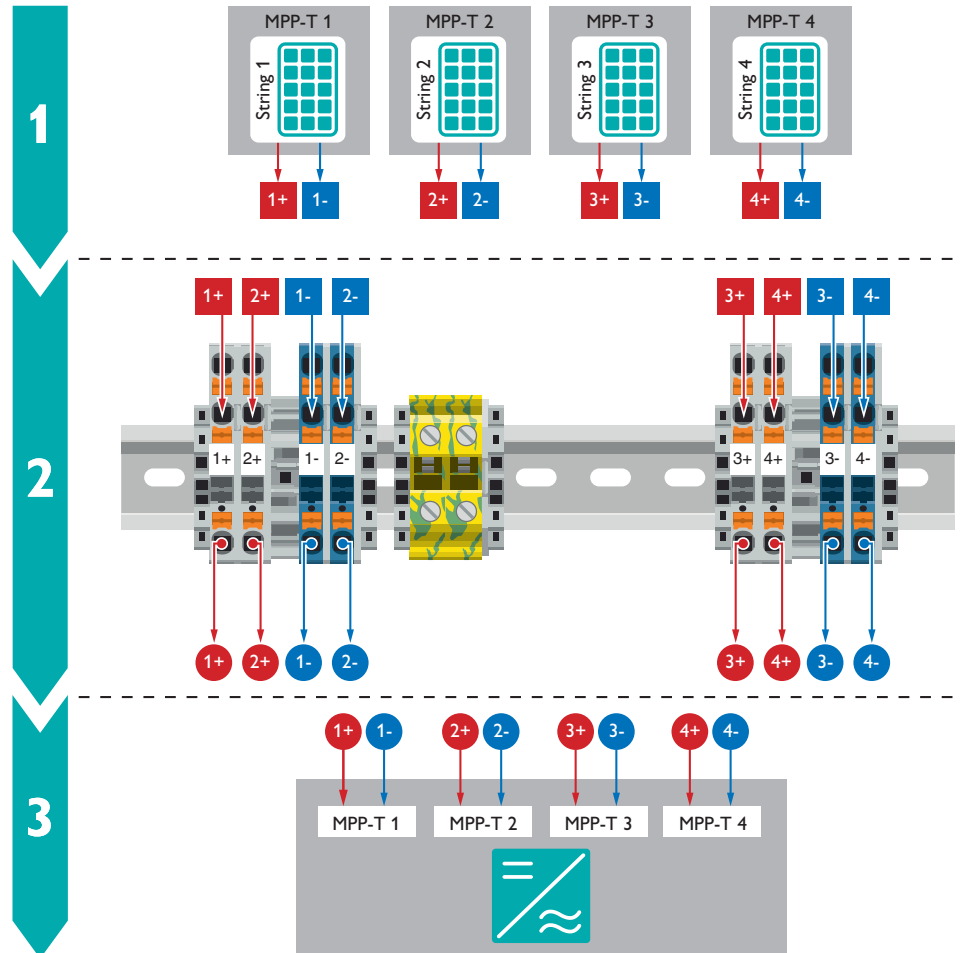 1
MPP-T 1 MPP-T 2 MPP-T 3 MPP-T 4
String 1 String 2 String 3 String 4
1+ 1- 2+ 2- 3+ 3- 4+ 4-
2
1+ 2+ 1- 2- 3+ 4+ 3- 4-
1+ 2+ 1- 2- 3+ 4+ 3- 4-
1+ 2+ 1- 2- 3+ 4+ 3- 4-
3
1+ 1- 2+ 2- 3+ 3- 4+ 4-
MPP-T 1 MPP-T 2 MPP-T 3 MPP-T 4